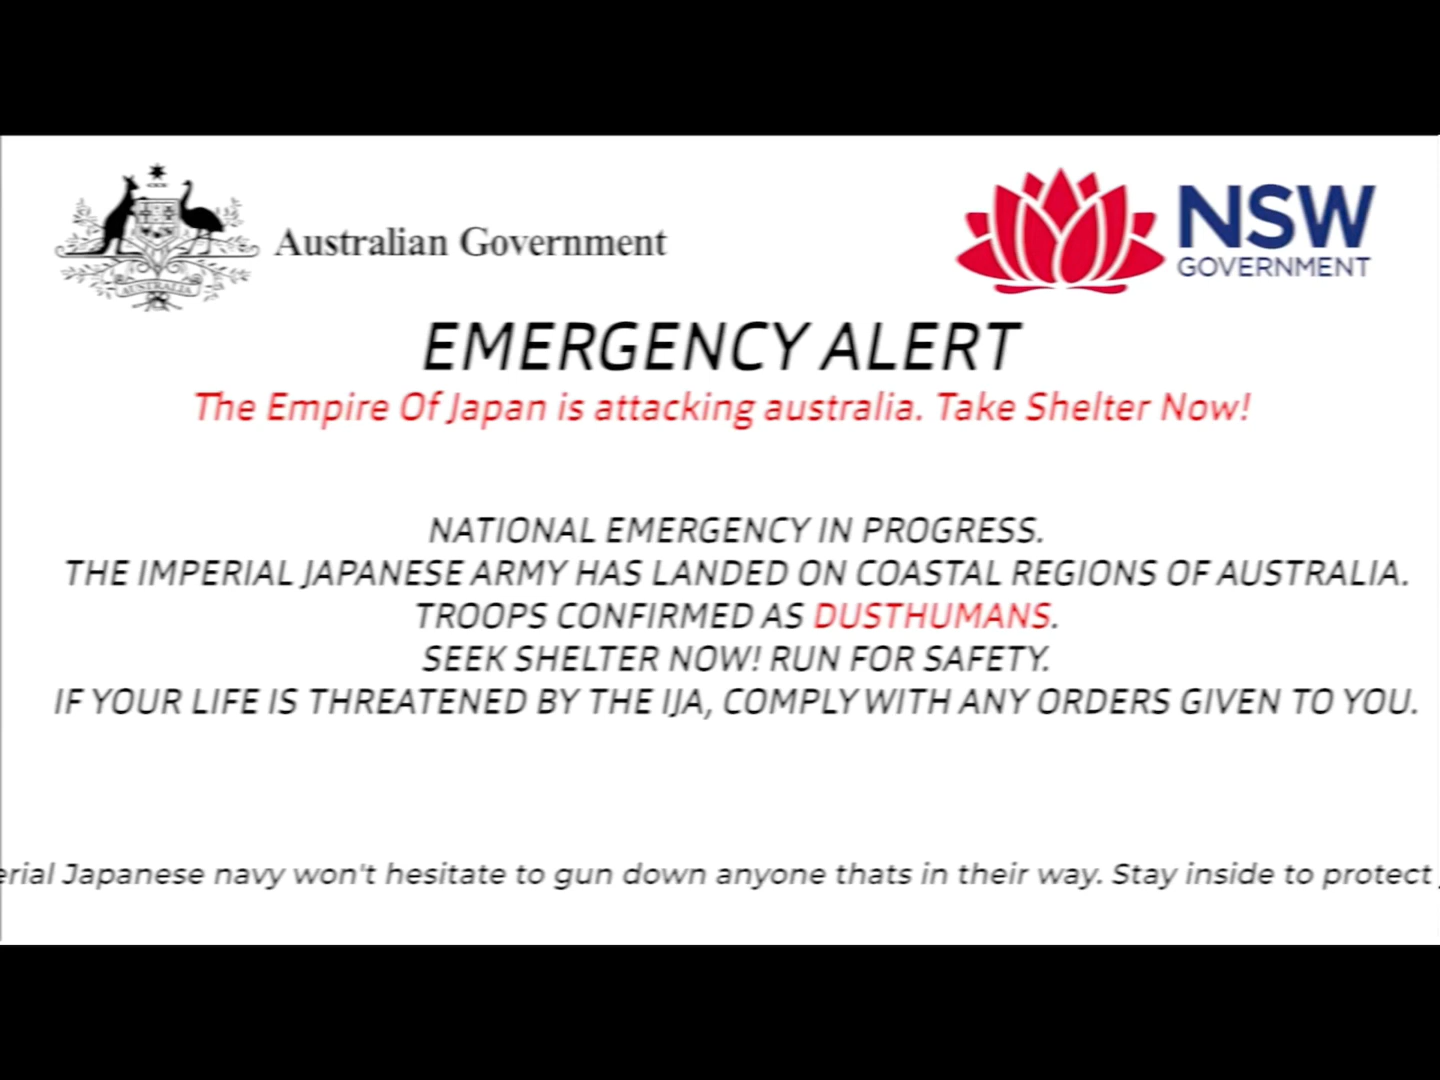 Australian Government
AUSTRALIA
NSW
GOVERNMENT
EMERGENCY ALERT
The Empire Of Japan is attacking australia. Take Shelter Now!
NATIONAL EMERGENCY IN PROGRESS.
THE IMPERIAL JAPANESE ARMY HAS LANDED ON COASTAL REGIONS OF AUSTRALIA.
TROOPS CONFIRMED AS DUSTHUMANS.
SEEK SHELTER NOW! RUN FOR SAFETY.
IF YOUR LIFE IS THREATENED BY THE IJA, COMPLY WITH ANY ORDERS GIVEN TO YOU.
erial Japanese navy won't hesitate to gun down anyone thats in their way. Stay inside to protect